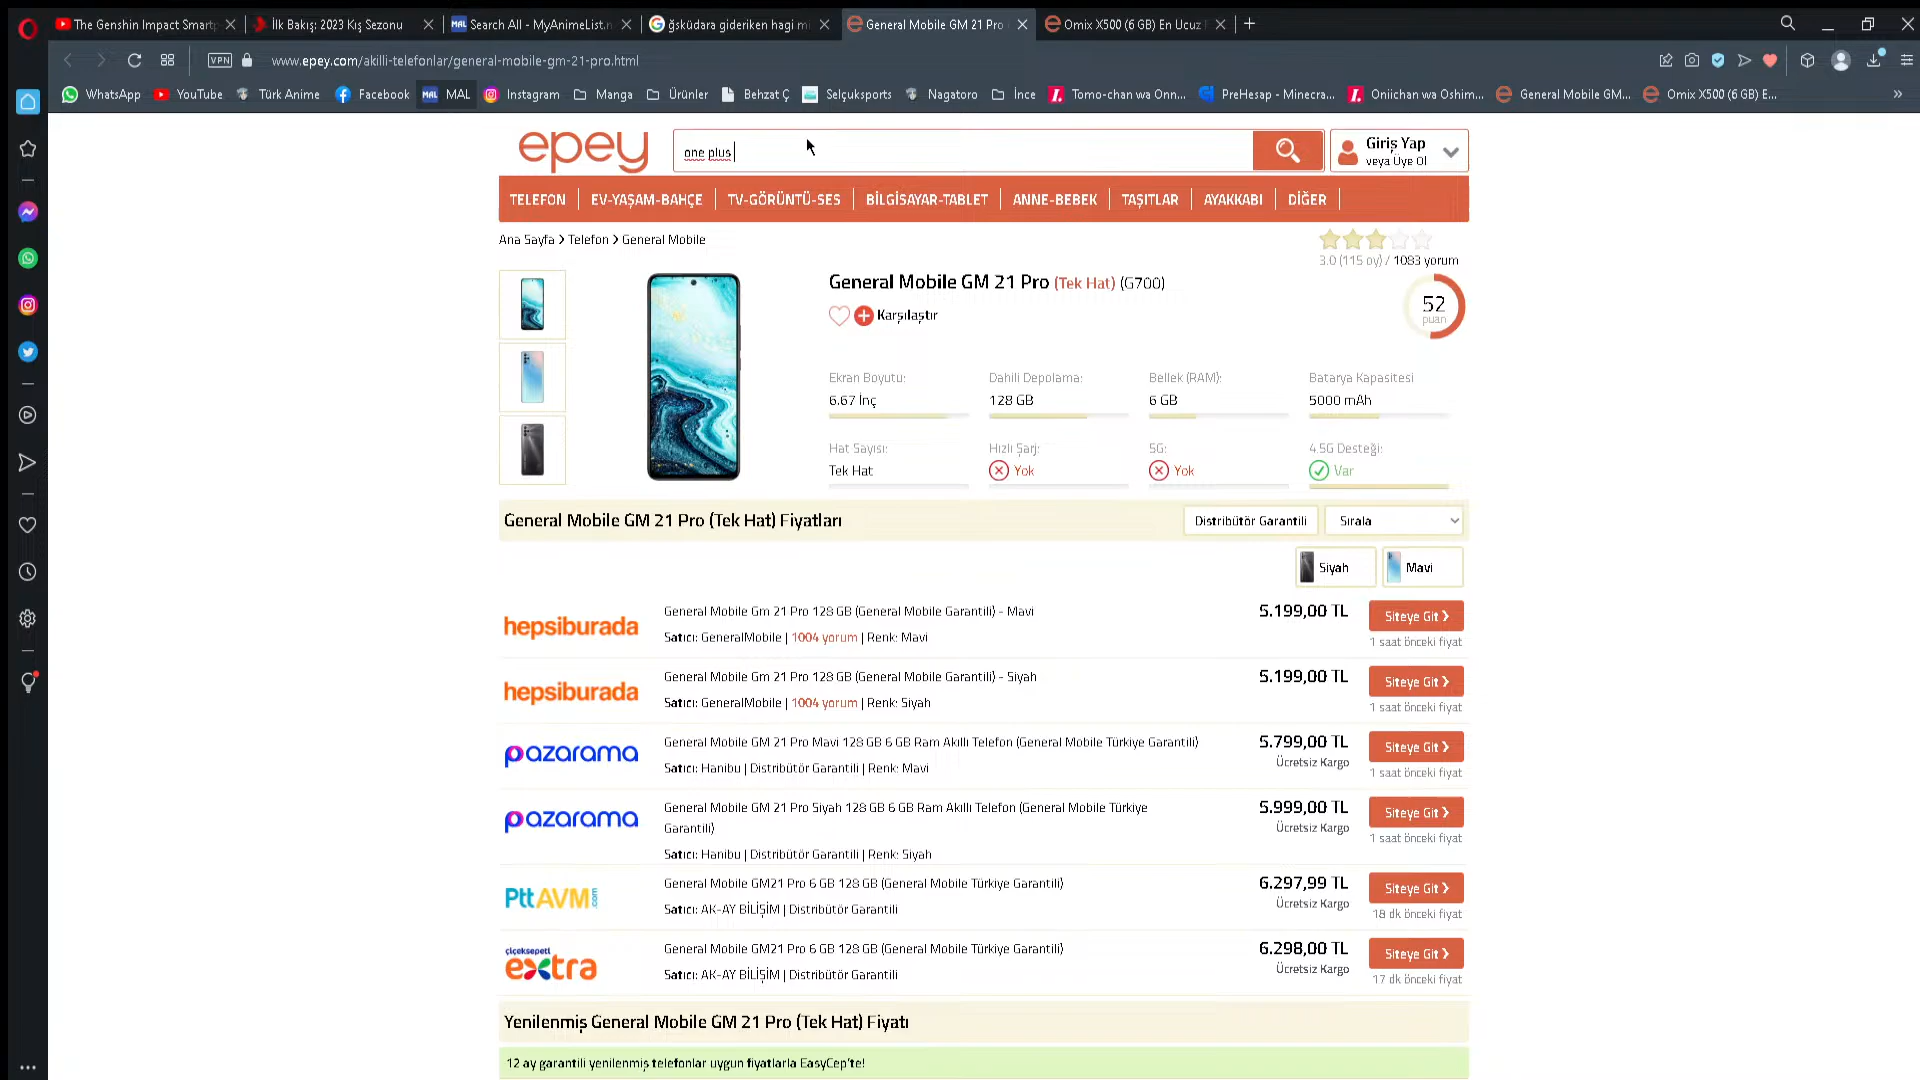 The Genshin Impact Smartp
İlk Bakış: 2023 Kış Sezonu
MAL Search All - MyAnimeList.n
ğsküdara gideriken hagi mi
General Mobile GM 21 Pro
Omix X500 (6 GB) En Ucuz
VPN www.epey.com/akilli-telefonlar/general-mobile-gm-21-pro.html
WhatsApp YouTube Türk Anime Facebook MAL MAL Instagram Manga Ürünler Behzat Ç Selçuksports Nagatoro İnce Tomo-chan wa Onn... PreHesap - Minecra... Oniichan wa Oshim... General Mobile GM... Omix X500 (6 GB) E...
epey
one plus
Giriş Yap
veya Üye Ol
TELEFON EV-YAŞAM-BAHÇE TV-GÖRÜNTÜ-SES BİLGİSAYAR-TABLET ANNE-BEBEK TAŞITLAR AYAKKABI DİĞER
Ana Sayfa > Telefon > General Mobile
3.0 (115 oy) / 1083 yorum
General Mobile GM 21 Pro (Tek Hat) (G700)
52
puan
Karşılaştır
Ekran Boyutu: Dahili Depolama: Bellek (RAM): Batarya Kapasitesi
6.67 İnç 128 GB 6 GB 5000 mAh
Hat Sayısı: Hızlı Şarj: 5G: 4.5G Desteği:
Tek Hat Yok Yok Var
General Mobile GM 21 Pro (Tek Hat) Fiyatları
Distribütör Garantili Sırala
Siyah Mavi
hepsiburada
General Mobile Gm 21 Pro 128 GB (General Mobile Garantili) - Mavi
Satıcı: GeneralMobile | 1004 yorum | Renk: Mavi
5.199,00 TL
Siteye Git >
1 saat önceki fiyat
hepsiburada
General Mobile Gm 21 Pro 128 GB (General Mobile Garantili) - Siyah
Satıcı: GeneralMobile | 1004 yorum | Renk: Siyah
5.199,00 TL
Siteye Git >
1 saat önceki fiyat
pazarama
General Mobile GM 21 Pro Mavi 128 GB 6 GB Ram Akıllı Telefon (General Mobile Türkiye Garantili)
Satıcı: Hanibu | Distribütör Garantili | Renk: Mavi
5.799,00 TL
Ücretsiz Kargo
Siteye Git >
1 saat önceki fiyat
pazarama
General Mobile GM 21 Pro Siyah 128 GB 6 GB Ram Akıllı Telefon (General Mobile Türkiye
Garantili)
Satıcı: Hanibu | Distribütör Garantili | Renk: Siyah
5.999,00 TL
Ücretsiz Kargo
Siteye Git >
1 saat önceki fiyat
PttAVM.com
General Mobile GM21 Pro 6 GB 128 GB (General Mobile Türkiye Garantili)
Satıcı: AK-AY BİLİŞİM | Distribütör Garantili
6.297,99 TL
Ücretsiz Kargo
Siteye Git >
18 dk önceki fiyat
çiçeksepeti
extra
General Mobile GM21 Pro 6 GB 128 GB (General Mobile Türkiye Garantili)
Satıcı: AK-AY BİLİŞİM | Distribütör Garantili
6.298,00 TL
Ücretsiz Kargo
Siteye Git >
17 dk önceki fiyat
Yenilenmiş General Mobile GM 21 Pro (Tek Hat) Fiyatı
12 ay garantili yenilenmiş telefonlar uygun fiyatlarla EasyCep'te!